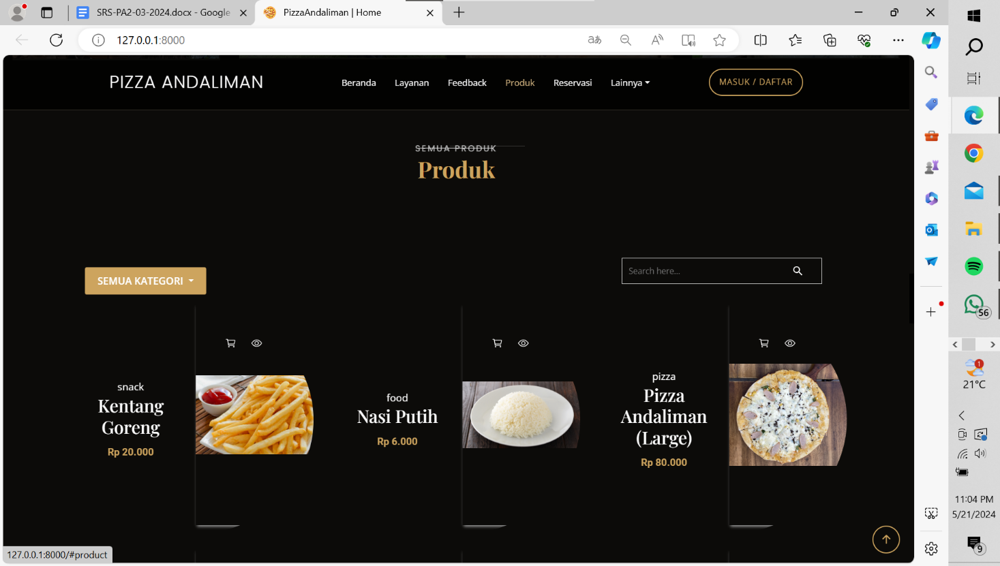 SRS-PA2-03-2024.docx - Google
PizzaAndaliman | Home
127.0.0.1:8000
aあ
PIZZA ANDALIMAN
Beranda
Layanan
Feedback
Produk
Reservasi
Lainnya
MASUK / DAFTAR
SEMUA PRODUK
Produk
SEMUA KATEGORI
Search here...
snack
Kentang
Goreng
Rp 20.000
food
Nasi Putih
Rp 6.000
pizza
Pizza
Andaliman
(Large)
Rp 80.000
127.0.0.1:8000/#product
56
1
21°C
11:04 PM
5/21/2024
9